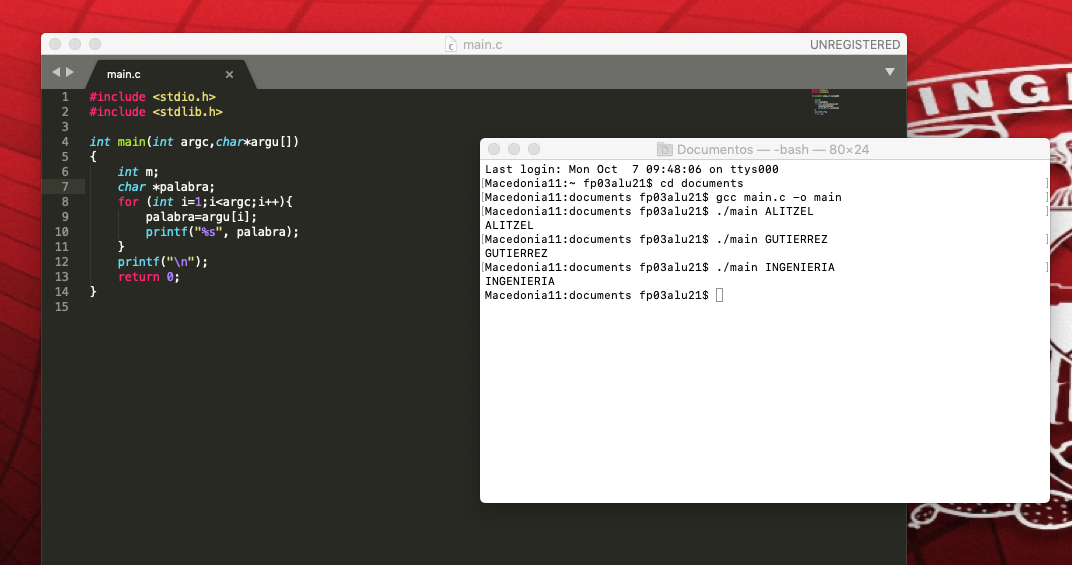 main.c
UNREGISTERED
main.c
1 #include <stdio.h>
2 #include <stdlib.h>
3
4 int main(int argc,char*argu[])
5 {
6     int m;
7     char *palabra;
8     for (int i=1;i<argc;i++){
9         palabra=argu[i];
10         printf("%s", palabra);
11     }
12     printf("\n");
13     return 0;
14 }
15
INGE
Documentos — -bash — 80×24
Last login: Mon Oct  7 09:48:06 on ttys000
[Macedonia11:~ fp03alu21$ cd documents ]
[Macedonia11:documents fp03alu21$ gcc main.c -o main ]
[Macedonia11:documents fp03alu21$ ./main ALITZEL ]
ALITZEL
[Macedonia11:documents fp03alu21$ ./main GUTIERREZ ]
GUTIERREZ
[Macedonia11:documents fp03alu21$ ./main INGENIERIA ]
INGENIERIA
Macedonia11:documents fp03alu21$